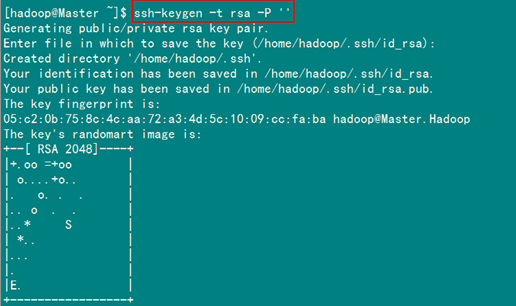 [hadoop@Master ~]$ ssh-keygen -t rsa -P ''
Generating public/private rsa key pair.
Enter file in which to save the key (/home/hadoop/.ssh/id_rsa):
Created directory '/home/hadoop/.ssh'.
Your identification has been saved in /home/hadoop/.ssh/id_rsa.
Your public key has been saved in /home/hadoop/.ssh/id_rsa.pub.
The key fingerprint is:
05:c2:0b:75:8c:4c:aa:72:a3:4d:5c:10:09:cc:fa:ba hadoop@Master.Hadoop
The key's randomart image is:
+--[ RSA 2048]----+
|+.oo =+oo        |
| o....+o..       |
|.   o. . .       |
|.. o  .  .       |
|..*     S        |
| *..             |
|...              |
|.                |
|E.               |
+-----------------+